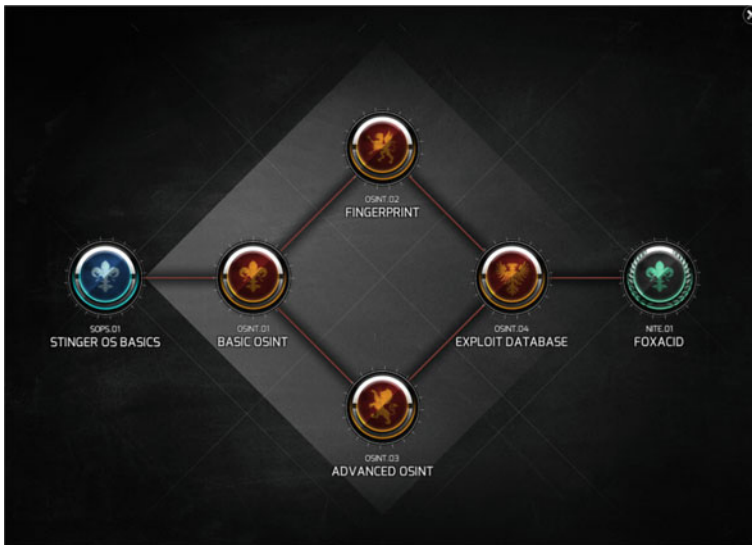 OSINT.02
FINGERPRINT
SOPS.01
STINGER OS BASICS
OSINT.01
BASIC OSINT
OSINT.04
EXPLOIT DATABASE
NITE.01
FOXACID
OSINT.03
ADVANCED OSINT